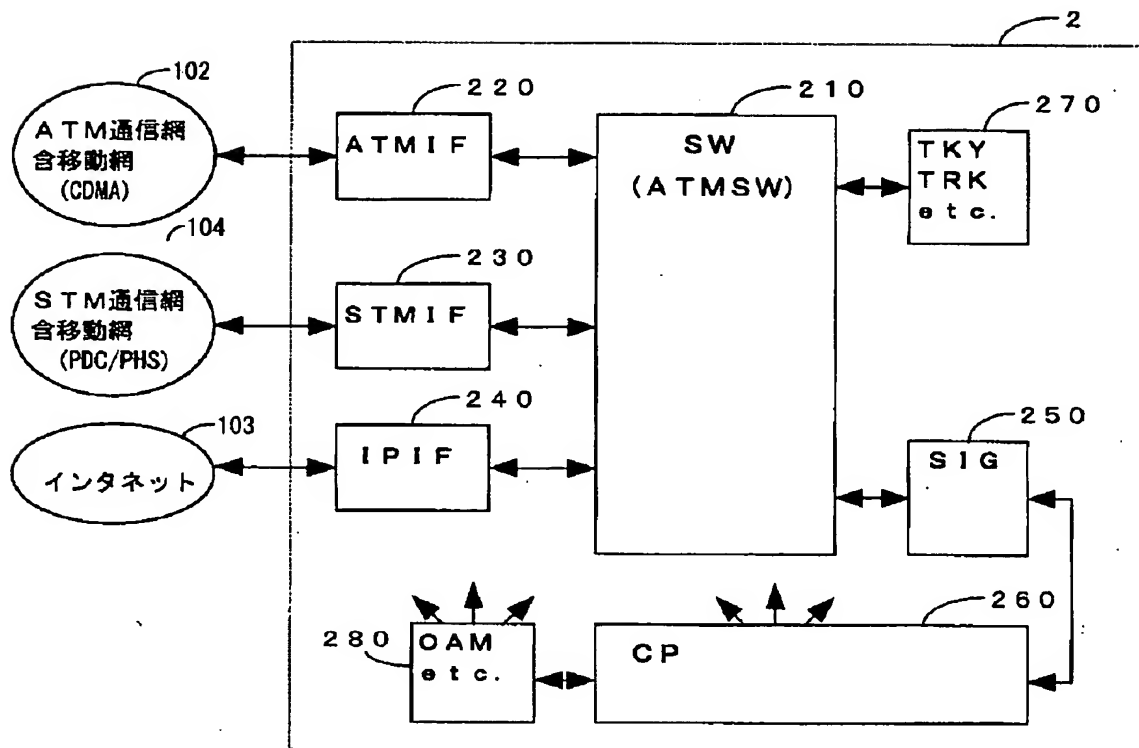 2
102
ATM通信網
含移動網
(CDMA)
220
ATMIF
210
SW
(ATMSW)
270
TKY
TRK
etc.
104
STM通信網
含移動網
(PDC/PHS)
230
STMIF
103
インタネット
240
IPIF
250
SIG
280
OAM
etc.
260
CP